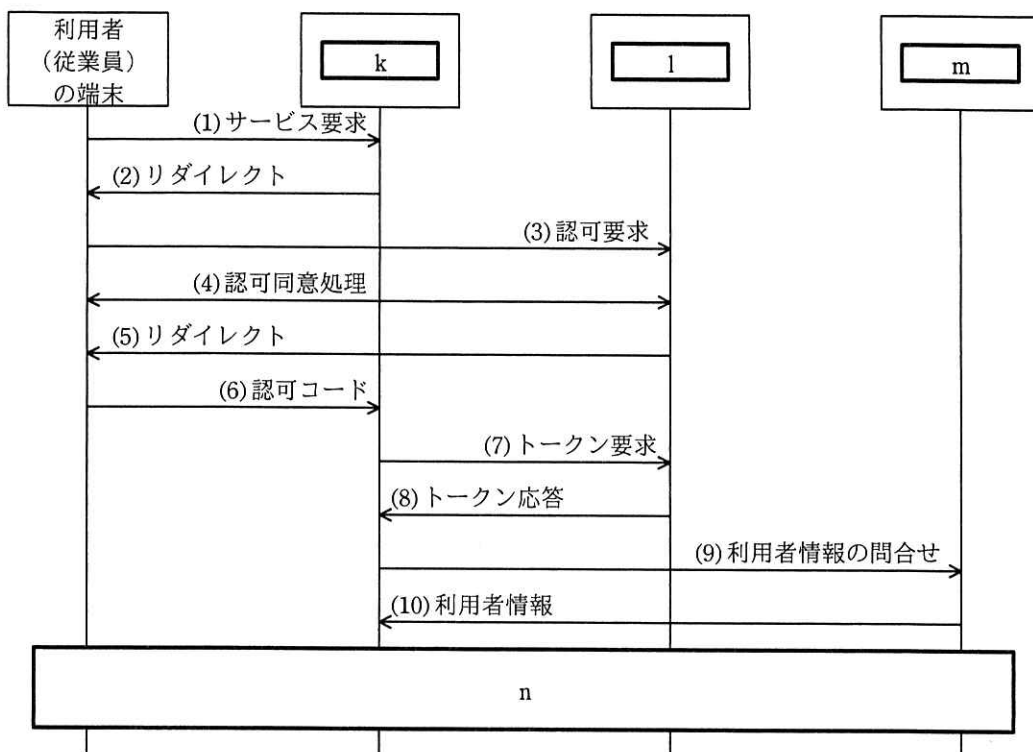 利用者
（従業員）
の端末
k
l
m
(1)サービス要求
(2)リダイレクト
(3)認可要求
(4)認可同意処理
(5)リダイレクト
(6)認可コード
(7)トークン要求
(8)トークン応答
(9)利用者情報の問合せ
(10)利用者情報
n